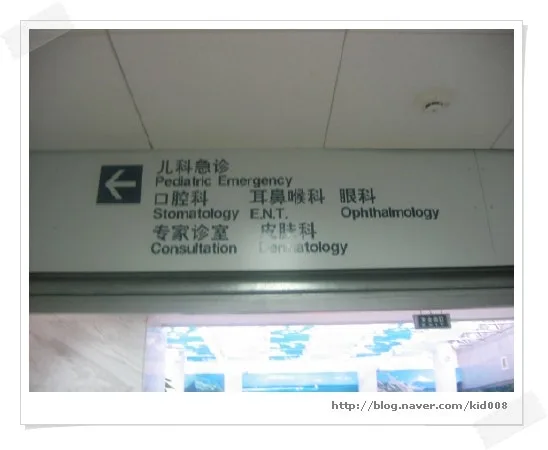 儿科急诊
Pediatric Emergency
口腔科 耳鼻喉科 眼科
Stomatology E.N.T. Ophthalmology
专家诊室 皮肤科
Consultation Dermatology
http://blog.naver.com/kid008